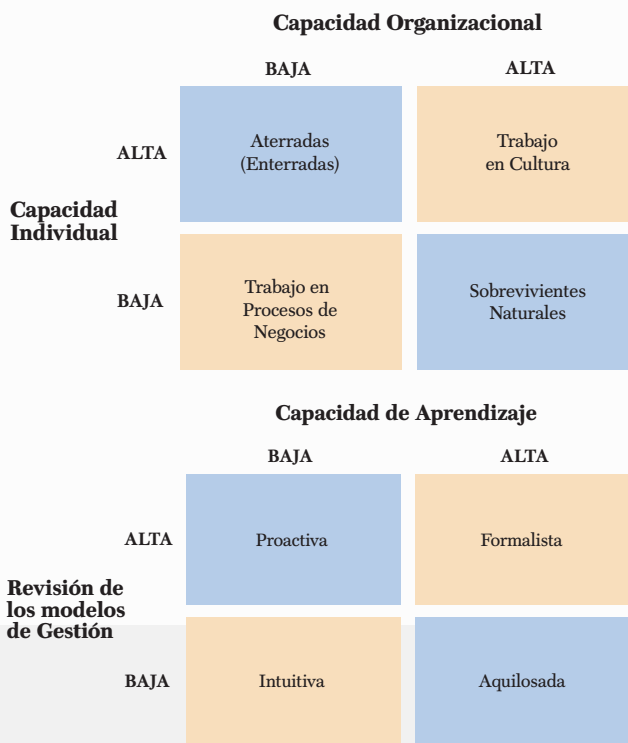 Capacidad Organizacional
BAJA
ALTA
ALTA
Aterradas
(Enterradas)
Trabajo
en Cultura
Capacidad
Individual
BAJA
Trabajo en
Procesos de
Negocios
Sobrevivientes
Naturales
Capacidad de Aprendizaje
BAJA
ALTA
ALTA
Proactiva
Formalista
Revisión de
los modelos
de Gestión
BAJA
Intuitiva
Aquilosada